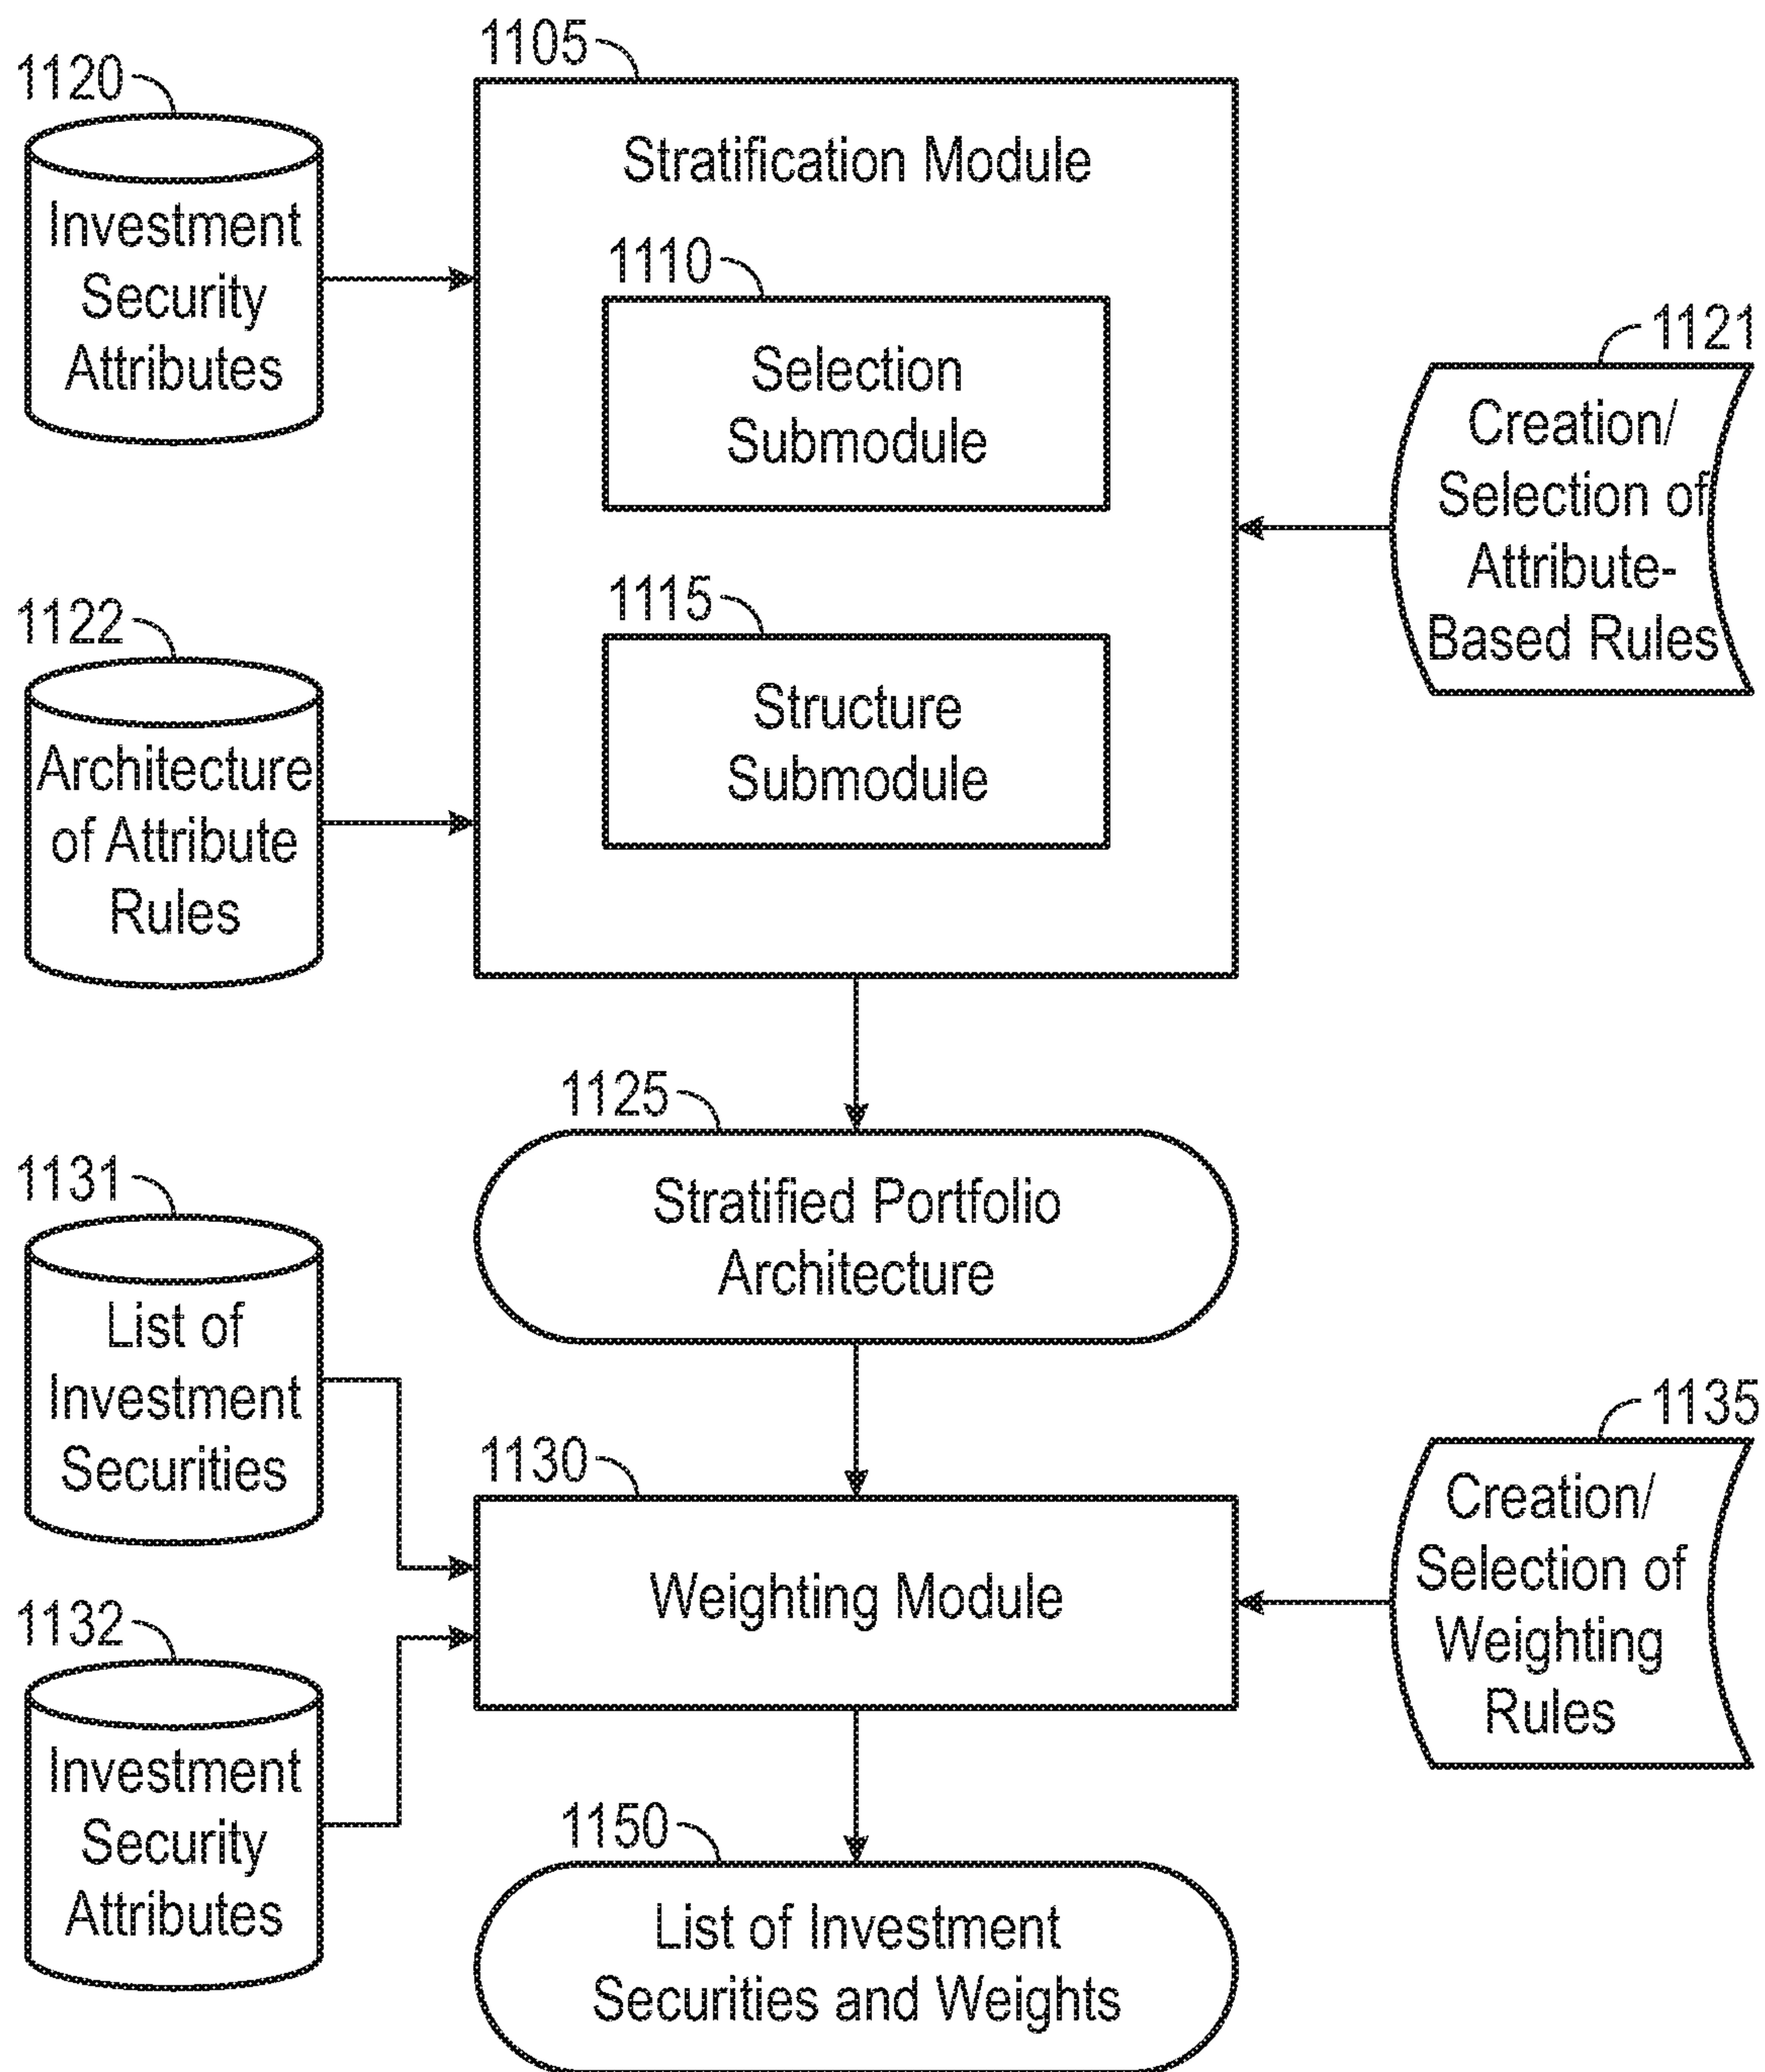 1105
1120
Stratification Module
Investment
Security
Attributes
1110
Selection
Submodule
1121
Creation/
Selection of
Attribute-
Based Rules
1122
Architecture
of Attribute
Rules
1115
Structure
Submodule
1125
Stratified Portfolio
Architecture
1131
List of
Investment
Securities
1130
Weighting Module
1135
Creation/
Selection of
Weighting
Rules
1132
Investment
Security
Attributes
1150
List of Investment
Securities and Weights